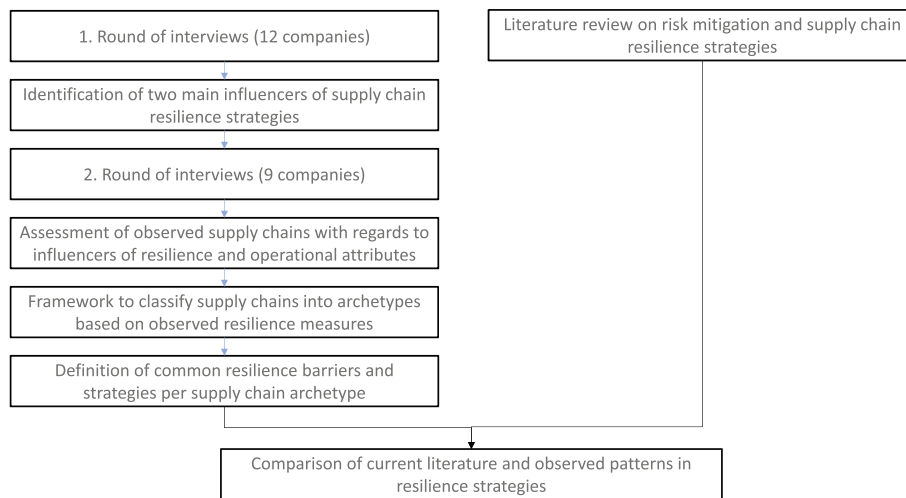 1. Round of interviews (12 companies)
Literature review on risk mitigation and supply chain
resilience strategies
Identification of two main influencers of supply chain
resilience strategies
2. Round of interviews (9 companies)
Assessment of observed supply chains with regards to
influencers of resilience and operational attributes
Framework to classify supply chains into archetypes
based on observed resilience measures
Definition of common resilience barriers and
strategies per supply chain archetype
Comparison of current literature and observed patterns in
resilience strategies